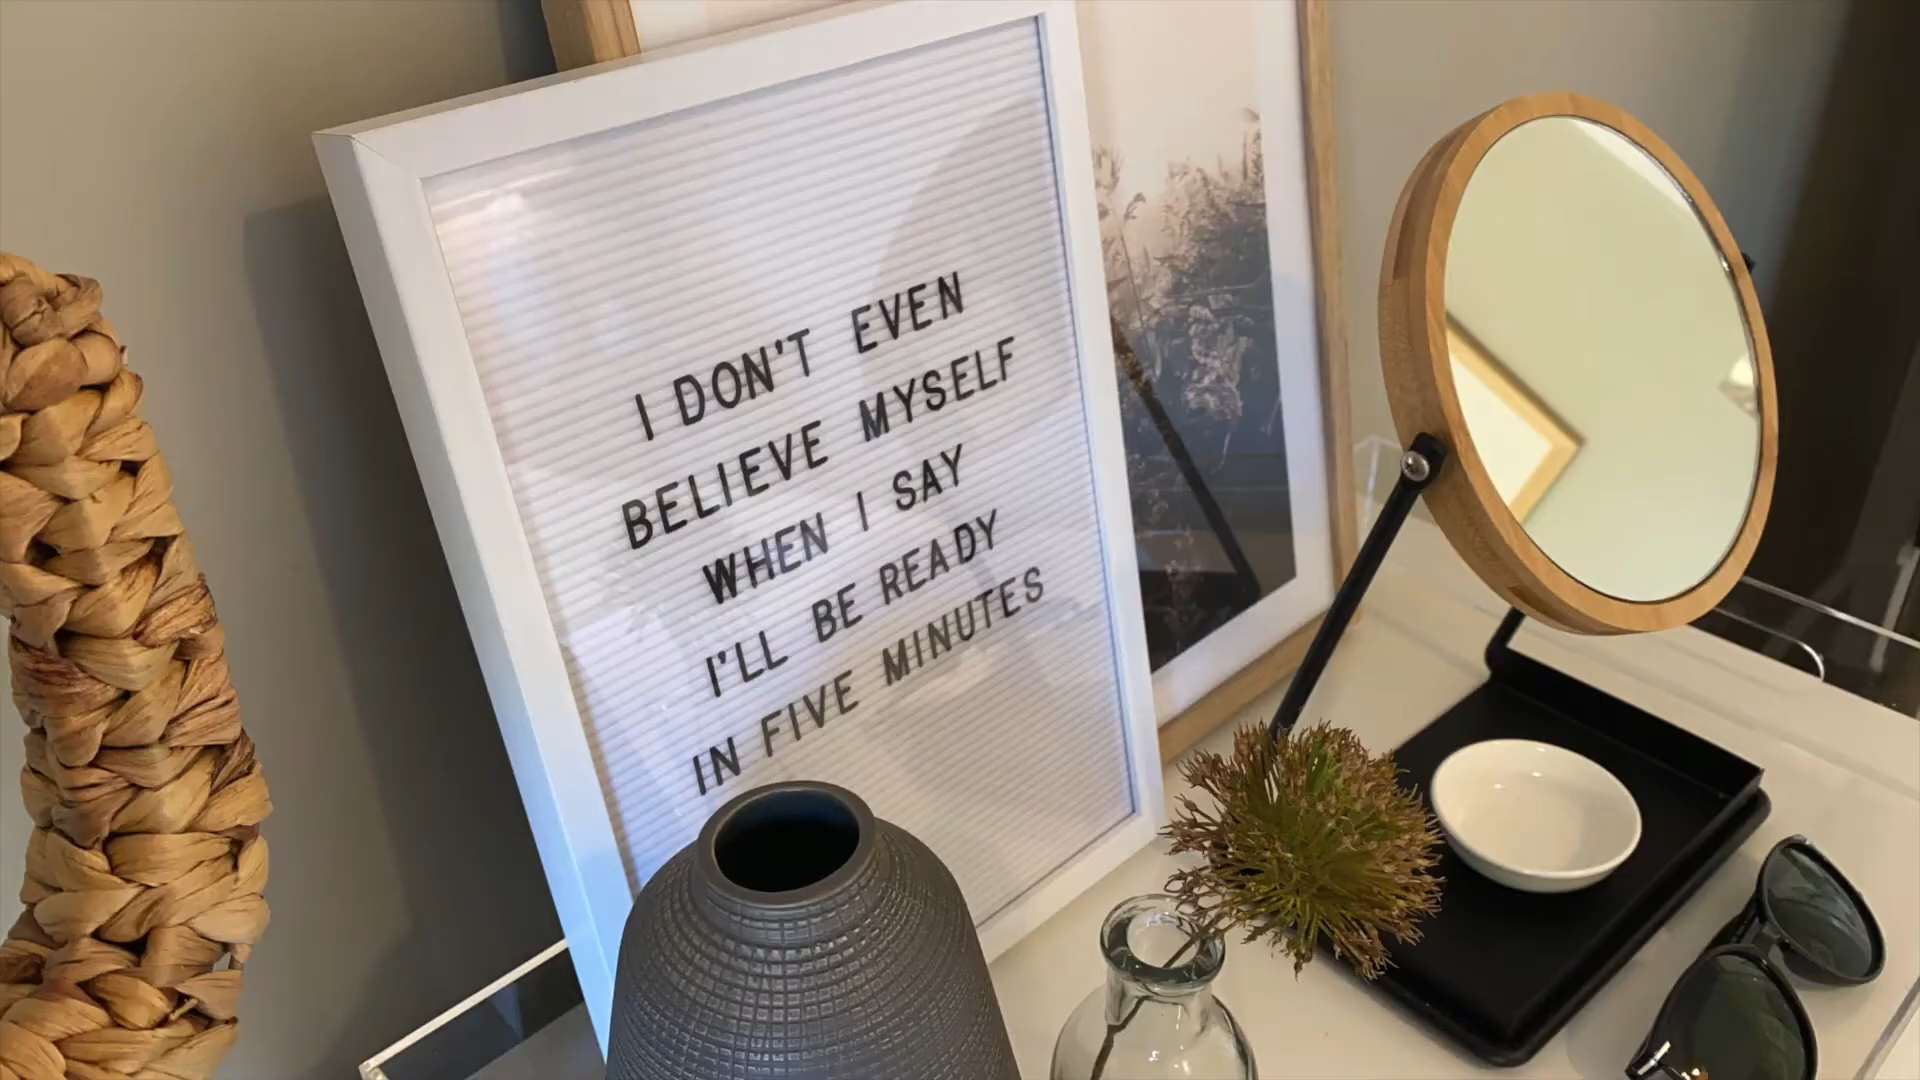 I DON'T EVEN
BELIEVE MYSELF
WHEN I SAY
I'LL BE READY
IN FIVE MINUTES